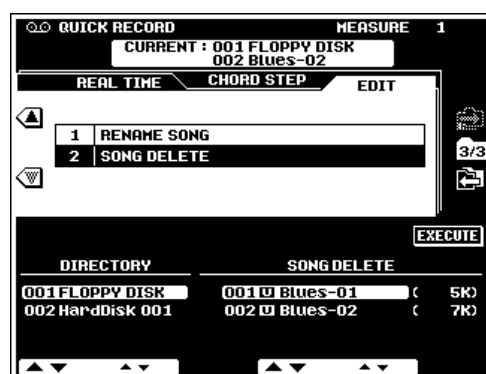 QUICK RECORD MEASURE 1
CURRENT : 001 FLOPPY DISK
002 Blues-02
REAL TIME CHORD STEP EDIT
1 RENAME SONG
2 SONG DELETE
3/3
EXECUTE
DIRECTORY SONG DELETE
001 FLOPPY DISK 001 Blues-01 ( 5K)
002 HardDisk 001 002 Blues-02 ( 7K)